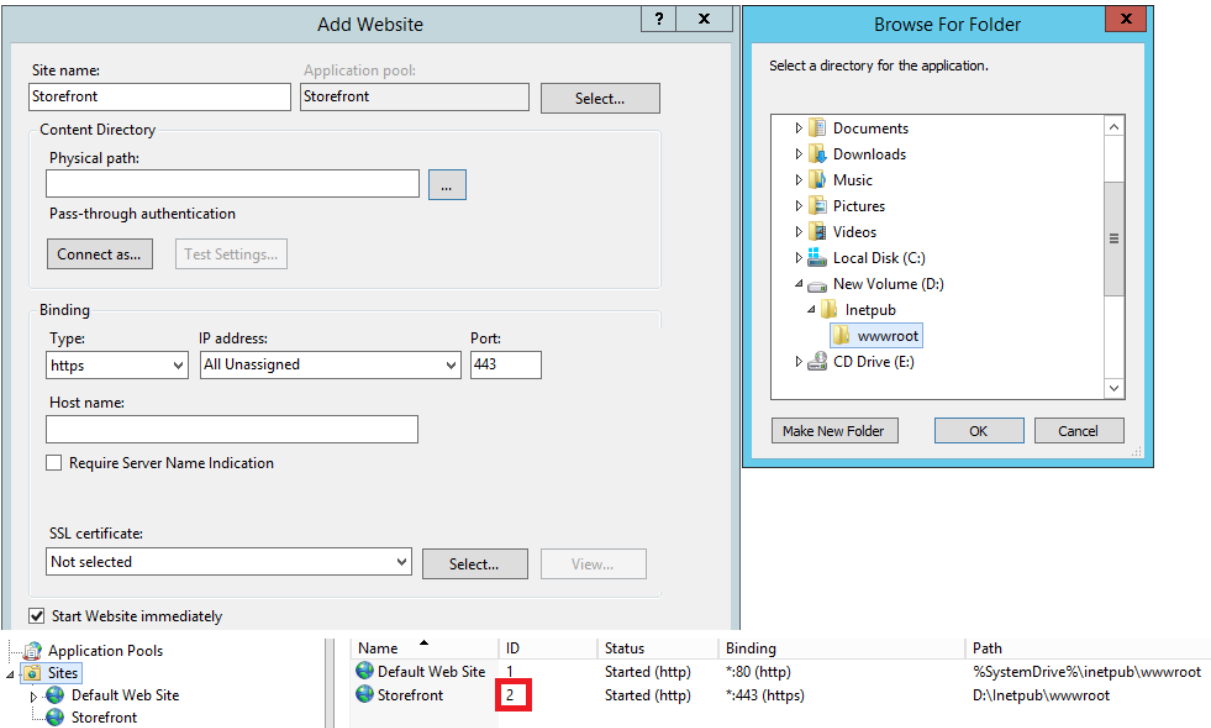 Add Website
?
x
Site name:
Application pool:
Storefront
Storefront
Select...
Content Directory
Physical path:
...
Pass-through authentication
Connect as...
Test Settings...
Binding
Type:
IP address:
Port:
https
All Unassigned
443
Host name:
Require Server Name Indication
SSL certificate:
Not selected
Select...
View...
Start Website immediately
Browse For Folder
x
Select a directory for the application.
Documents
Downloads
Music
Pictures
Videos
Local Disk (C:)
New Volume (D:)
Inetpub
wwwroot
CD Drive (E:)
Make New Folder
OK
Cancel
Application Pools
Sites
Default Web Site
Storefront
Name ID Status Binding Path
Default Web Site 1 Started (http) *:80 (http) %SystemDrive%\inetpub\wwwroot
Storefront 2 Started (http) *:443 (https) D:\Inetpub\wwwroot